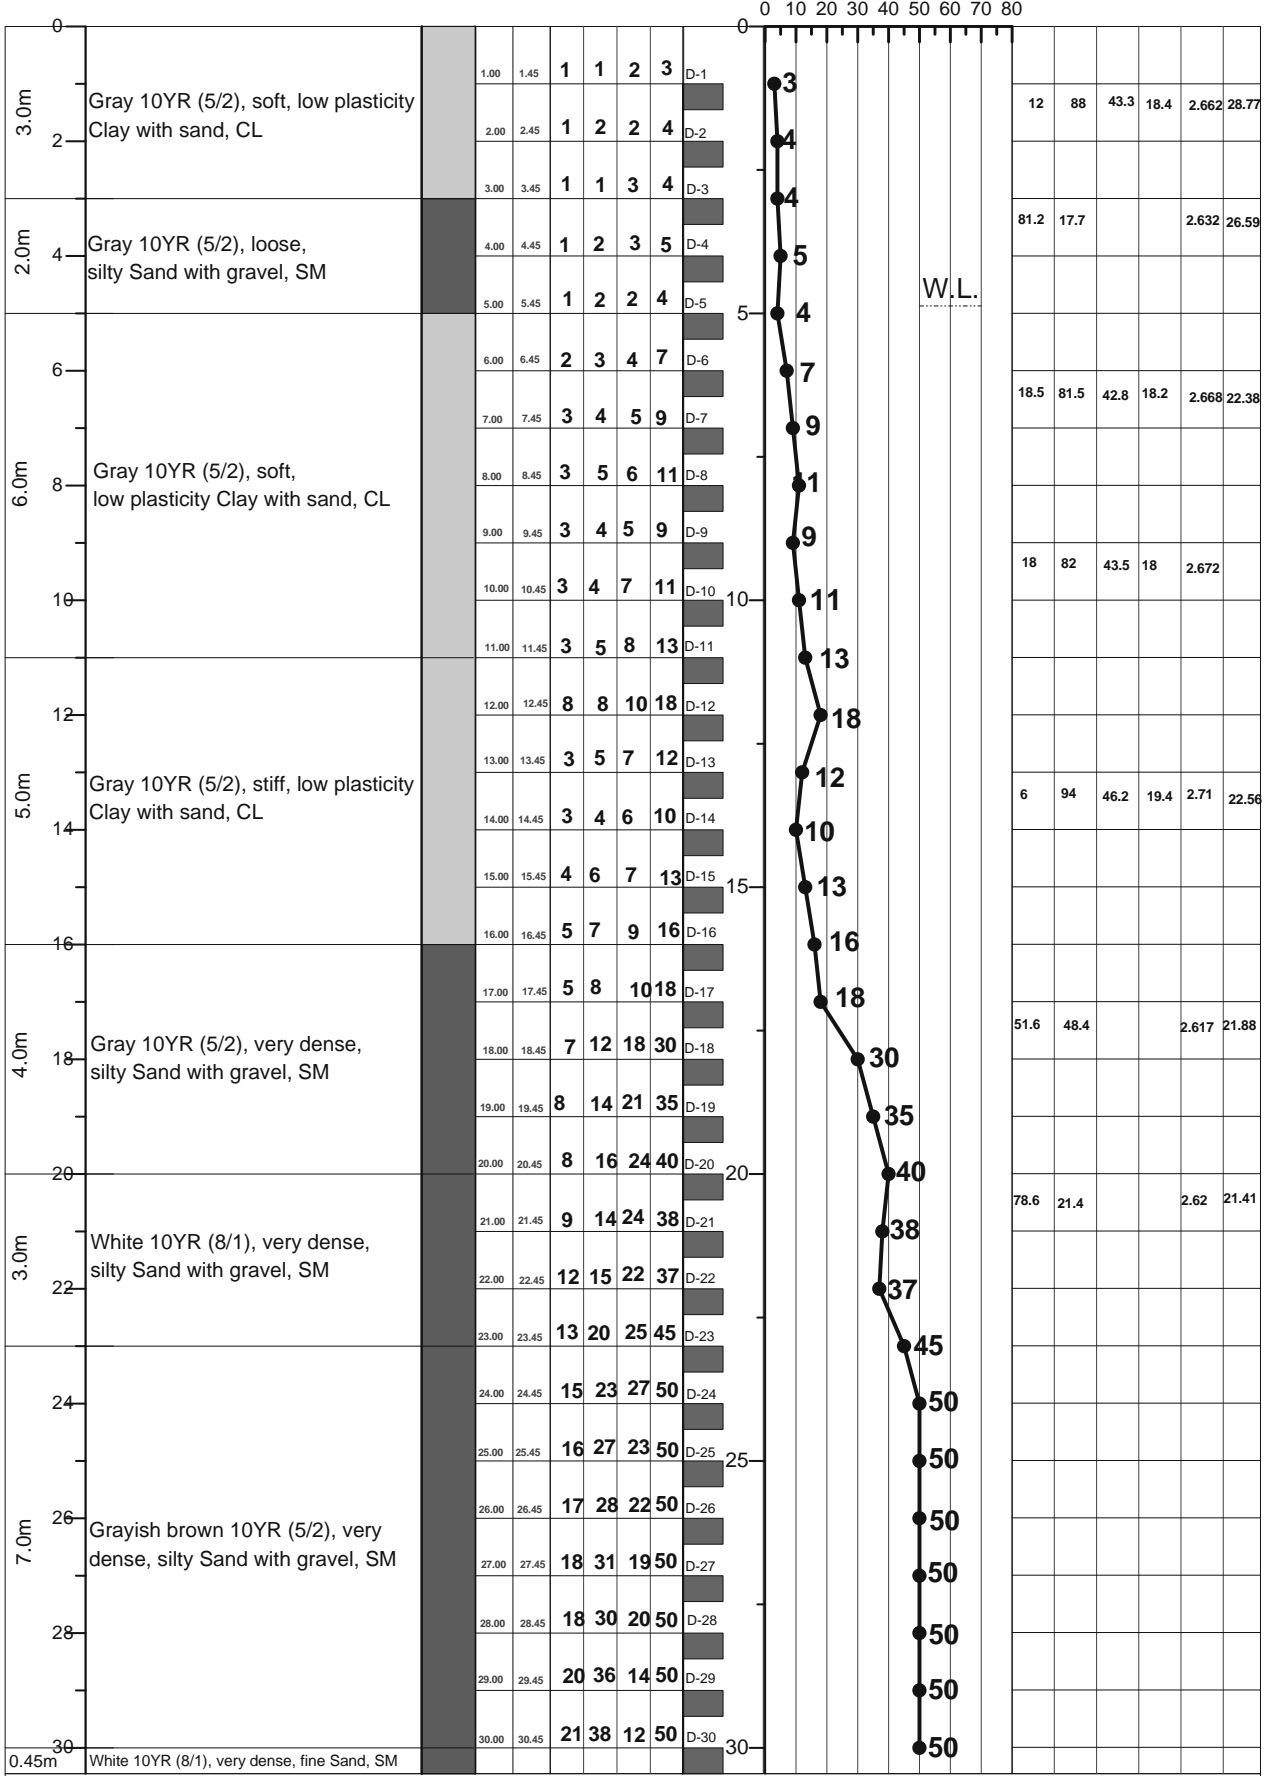 0 10 20 30 40 50 60 70 80
0 0
1.00 1.45 1 1 2 3 D-1 3
3.0m Gray 10YR (5/2), soft, low plasticity 12 88 43.3 18.4 2.662 28.77
Clay with sand, CL
2.00 2.45 1 2 2 4 D-2 4
2
3.00 3.45 1 1 3 4 D-3 4
81.2 17.7 2.632 26.59
2.0m Gray 10YR (5/2), loose, 4.00 4.45 1 2 3 5 D-4 5
4 silty Sand with gravel, SM
W.L.
5.00 5.45 1 2 2 4 D-5 5 4
6.00 6.45 2 3 4 7 D-6 7
6
18.5 81.5 42.8 18.2 2.668 22.38
7.00 7.45 3 4 5 9 D-7 9
6.0m Gray 10YR (5/2), soft, 8.00 8.45 3 5 6 11 D-8 11
8 low plasticity Clay with sand, CL
9.00 9.45 3 4 5 9 D-9 9
18 82 43.5 18 2.672
10.00 10.45 3 4 7 11 D-10 11
10 10
11.00 11.45 3 5 8 13 D-11 13
12.00 12.45 8 8 10 18 D-12 18
12
13.00 13.45 3 5 7 12 D-13 12
5.0m Gray 10YR (5/2), stiff, low plasticity 6 94 46.2 19.4 2.71 22.56
Clay with sand, CL
14.00 14.45 3 4 6 10 D-14 10
14
15.00 15.45 4 6 7 13 D-15 15 13
16.00 16.45 5 7 9 16 D-16 16
16
17.00 17.45 5 8 10 18 D-17 18
51.6 48.4 2.617 21.88
4.0m Gray 10YR (5/2), very dense, 18.00 18.45 7 12 18 30 D-18 30
18 silty Sand with gravel, SM
19.00 19.45 8 14 21 35 D-19 35
20.00 20.45 8 16 24 40 D-20 40
20 20
78.6 21.4 2.62 21.41
21.00 21.45 9 14 24 38 D-21 38
3.0m White 10YR (8/1), very dense,
silty Sand with gravel, SM
22.00 22.45 12 15 22 37 D-22 37
22
23.00 23.45 13 20 25 45 D-23 45
24.00 24.45 15 23 27 50 D-24 50
24
25.00 25.45 16 27 23 50 D-25 25 50
26.00 26.45 17 28 22 50 D-26 50
26
7.0m Grayish brown 10YR (5/2), very
dense, silty Sand with gravel, SM
27.00 27.45 18 31 19 50 D-27 50
28.00 28.45 18 30 20 50 D-28 50
28
29.00 29.45 20 36 14 50 D-29 50
30.00 30.45 21 38 12 50 D-30 50
30 30
0.45m White 10YR (8/1), very dense, fine Sand, SM